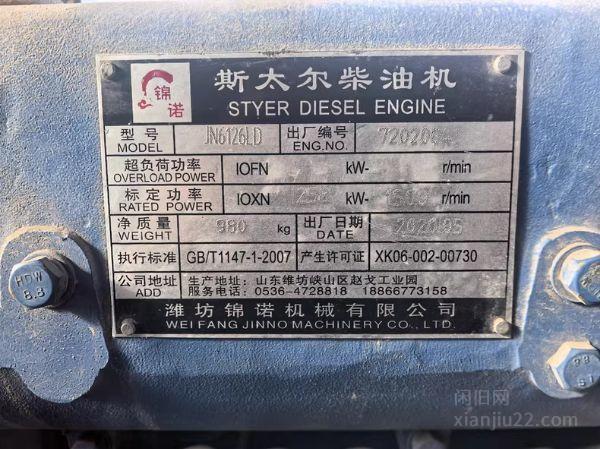 锦诺
斯太尔柴油机
STYER DIESEL ENGINE
型号 MODEL JN6126LD 出厂编号 ENG.NO.
超负荷功率 OVERLOAD POWER IOFN kW- r/min
标定功率 RATED POWER IOXN kW- r/min
净质量 WEIGHT 980 kg 出厂日期 DATE
执行标准 GB/T1147-1-2007 产生许可证 XK06-002-00730
公司地址 ADD 生产地址:山东维坊峡山区赵戈工业园
服务电话:0536-4728818 18866773158
潍坊锦诺机械有限公司
WEIFANG JINNO MACHINERY CO., LTD.
HDW
8.8
闲旧网
xianjiu22.com